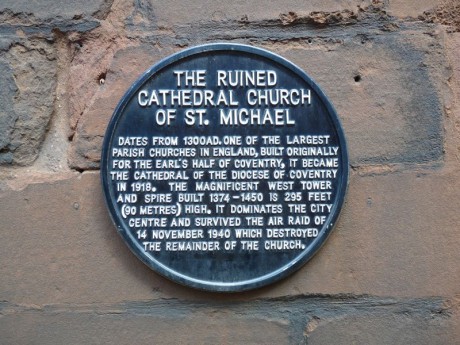 THE RUINED
CATHEDRAL CHURCH
OF ST. MICHAEL
DATES FROM 1300AD. ONE OF THE LARGEST
PARISH CHURCHES IN ENGLAND, BUILT ORIGINALLY
FOR THE EARL'S HALF OF COVENTRY, IT BECAME
THE CATHEDRAL OF THE DIOCESE OF COVENTRY
IN 1918. THE MAGNIFICENT WEST TOWER
AND SPIRE BUILT 1374-1450 IS 295 FEET
(90 METRES) HIGH. IT DOMINATES THE CITY
CENTRE AND SURVIVED THE AIR RAID OF
14 NOVEMBER 1940 WHICH DESTROYED
THE REMAINDER OF THE CHURCH.